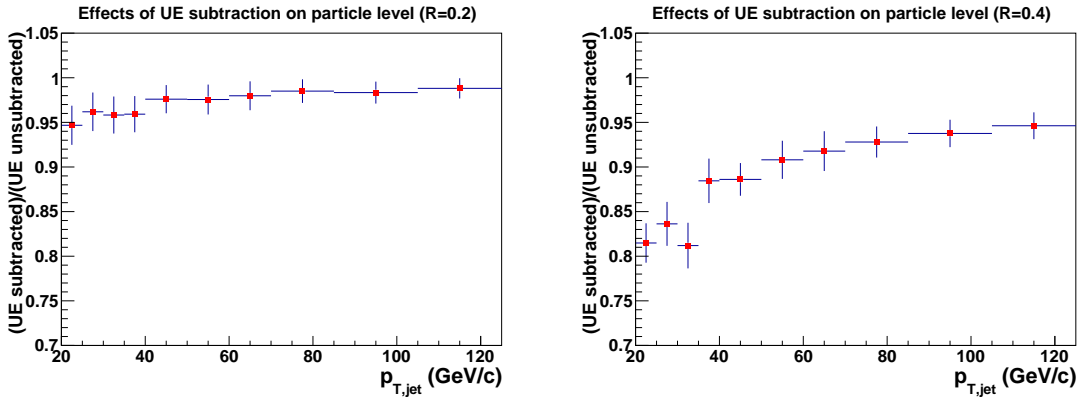 Effects of UE subtraction on particle level (R=0.2)
(UE subtracted)/(UE unsubtracted)
1.05
1
0.95
0.9
0.85
0.8
0.75
0.7
20 40 60 80 100 120
p_T,jet (GeV/c)
Effects of UE subtraction on particle level (R=0.4)
(UE subtracted)/(UE unsubtracted)
1.05
1
0.95
0.9
0.85
0.8
0.75
0.7
20 40 60 80 100 120
p_T,jet (GeV/c)